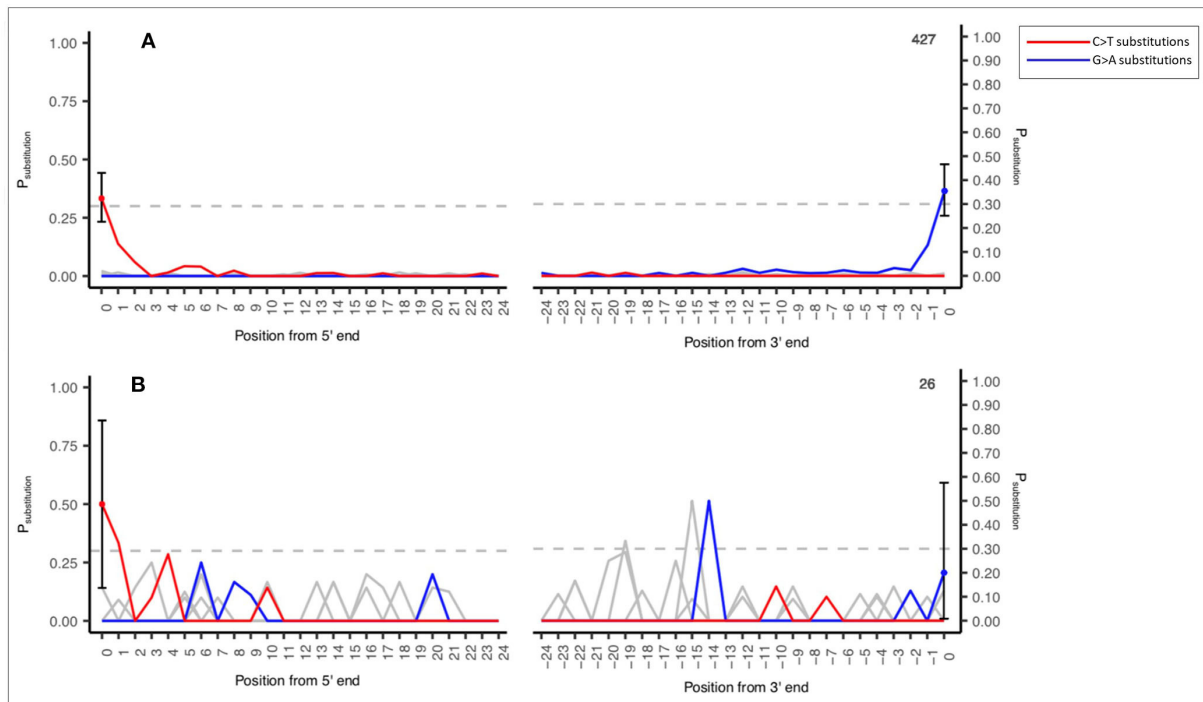 A
427
1.00
0.75
0.50
0.25
0.00
P substitution
0 1 2 3 4 5 6 7 8 9 10 11 12 13 14 15 16 17 18 19 20 21 22 23 24
Position from 5' end
−24 −23 −22 −21 −20 −19 −18 −17 −16 −15 −14 −13 −12 −11 −10 −9 −8 −7 −6 −5 −4 −3 −2 −1 0
Position from 3' end
1.00
0.90
0.80
0.70
0.60
0.50
0.40
0.30
0.20
0.10
0.00
P substitution
C>T substitutions
G>A substitutions
B
26
1.00
0.75
0.50
0.25
0.00
P substitution
0 1 2 3 4 5 6 7 8 9 10 11 12 13 14 15 16 17 18 19 20 21 22 23 24
Position from 5' end
−24 −23 −22 −21 −20 −19 −18 −17 −16 −15 −14 −13 −12 −11 −10 −9 −8 −7 −6 −5 −4 −3 −2 −1 0
Position from 3' end
1.00
0.90
0.80
0.70
0.60
0.50
0.40
0.30
0.20
0.10
0.00
P substitution